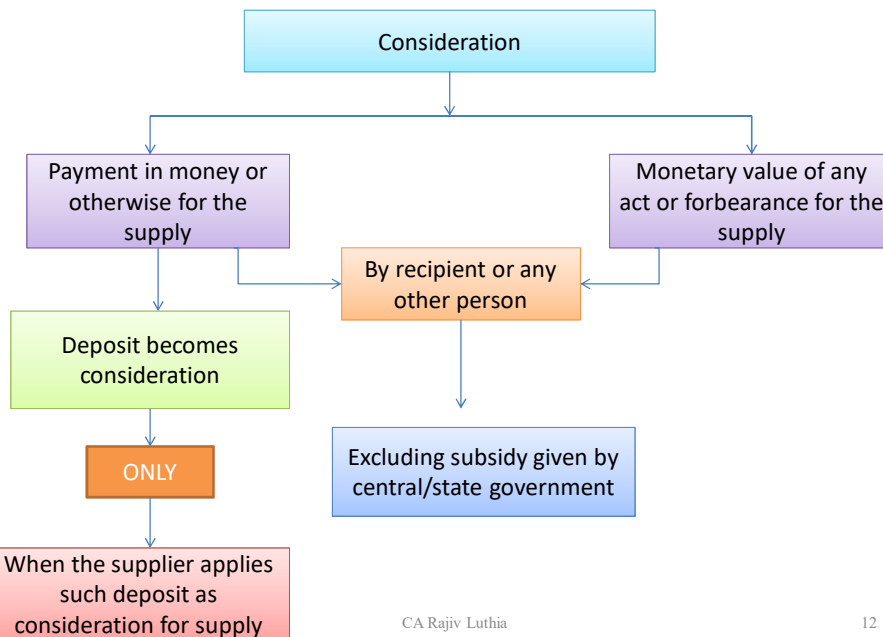 Consideration
Payment in money or
otherwise for the
supply
Monetary value of any
act or forbearance for the
supply
By recipient or any
other person
Deposit becomes
consideration
ONLY
Excluding subsidy given by
central/state government
When the supplier applies
such deposit as
consideration for supply
CA Rajiv Luthia
12